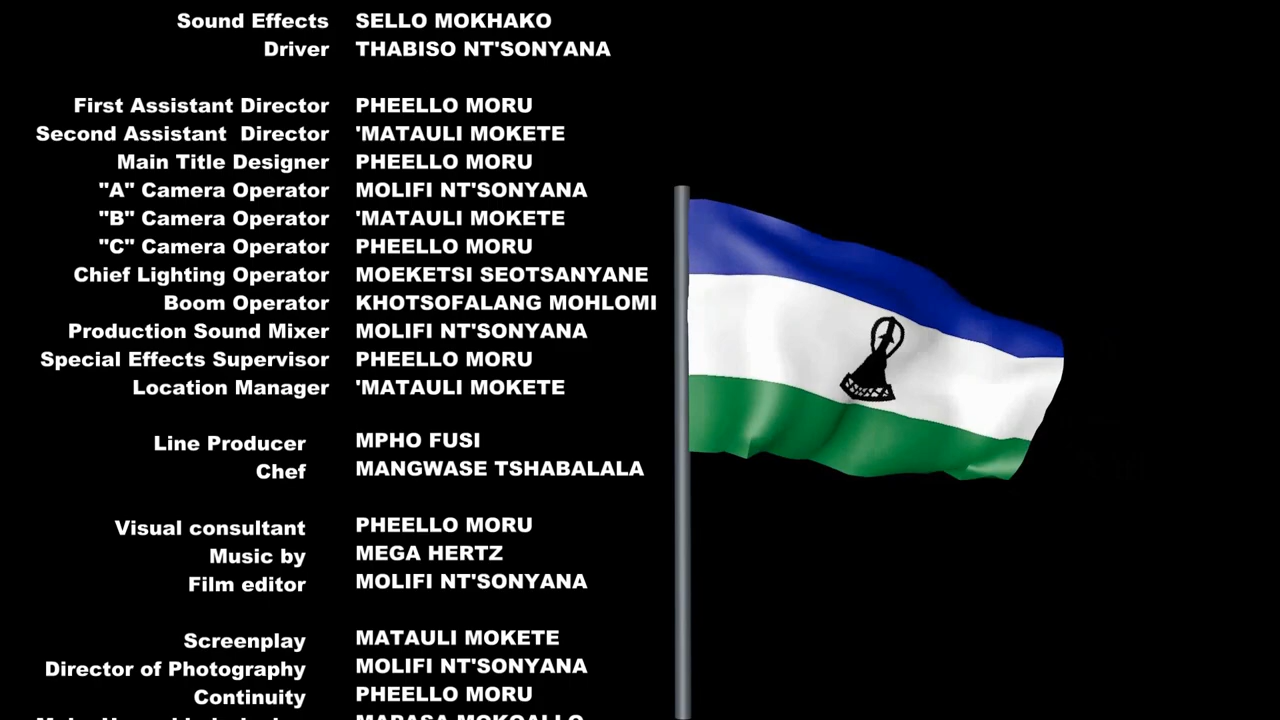 Sound Effects SELLO MOKHAKO
Driver THABISO NT'SONYANA
First Assistant Director PHEELLO MORU
Second Assistant Director 'MATAULI MOKETE
Main Title Designer PHEELLO MORU
"A" Camera Operator MOLIFI NT'SONYANA
"B" Camera Operator 'MATAULI MOKETE
"C" Camera Operator PHEELLO MORU
Chief Lighting Operator MOEKETSI SEOTSANYANE
Boom Operator KHOTSOFALANG MOHLOMI
Production Sound Mixer MOLIFI NT'SONYANA
Special Effects Supervisor PHEELLO MORU
Location Manager 'MATAULI MOKETE
Line Producer MPHO FUSI
Chef MANGWASE TSHABALALA
Visual consultant PHEELLO MORU
Music by MEGA HERTZ
Film editor MOLIFI NT'SONYANA
Screenplay MATAULI MOKETE
Director of Photography MOLIFI NT'SONYANA
Continuity PHEELLO MORU